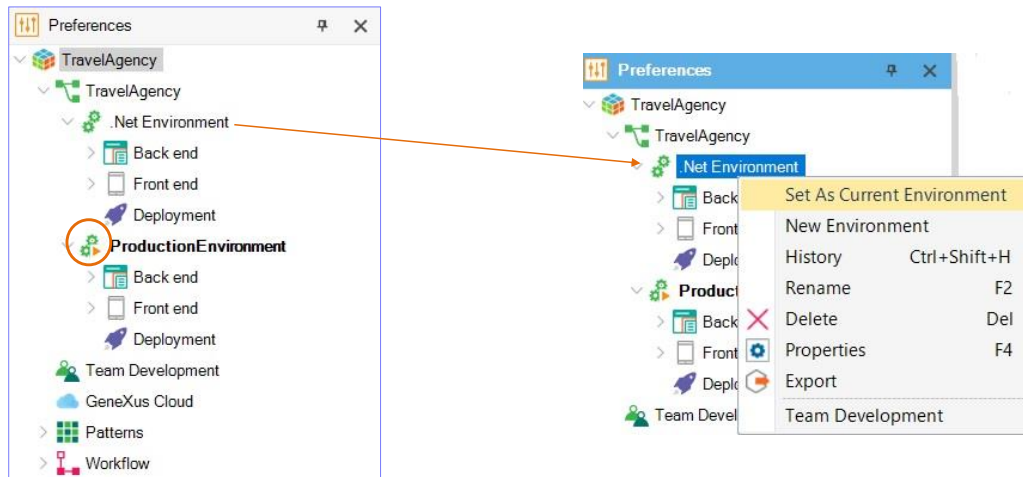 Preferences
TravelAgency
TravelAgency
.Net Environment
Back end
Front end
Deployment
ProductionEnvironment
Back end
Front end
Deployment
Team Development
GeneXus Cloud
Patterns
Workflow
Preferences
TravelAgency
TravelAgency
.Net Environment
Back
Front
Deplo
Product
Back
Front
Deplo
Team Devel
Set As Current Environment
New Environment
History Ctrl+Shift+H
Rename F2
Delete Del
Properties F4
Export
Team Development